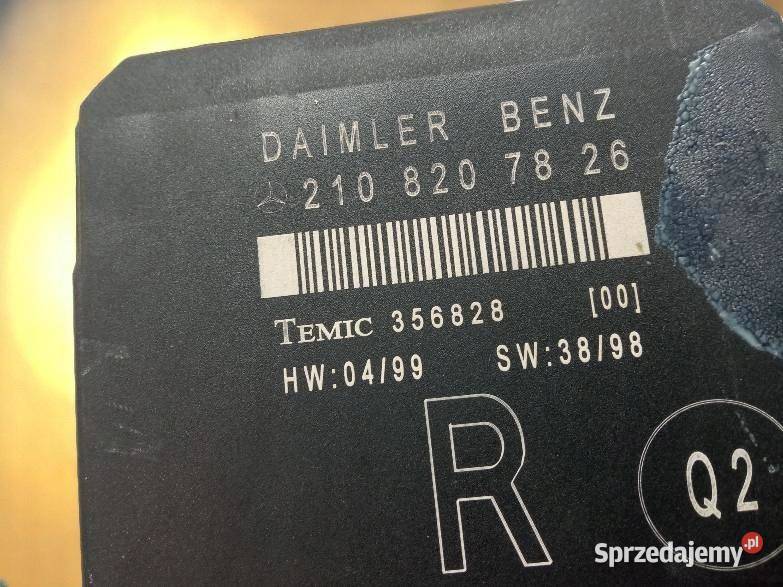 DAIMLER BENZ
210 820 78 26
TEMIC 356828 [00]
HW:04/99 SW:38/98
R
Q2
Sprzedajemy.pl